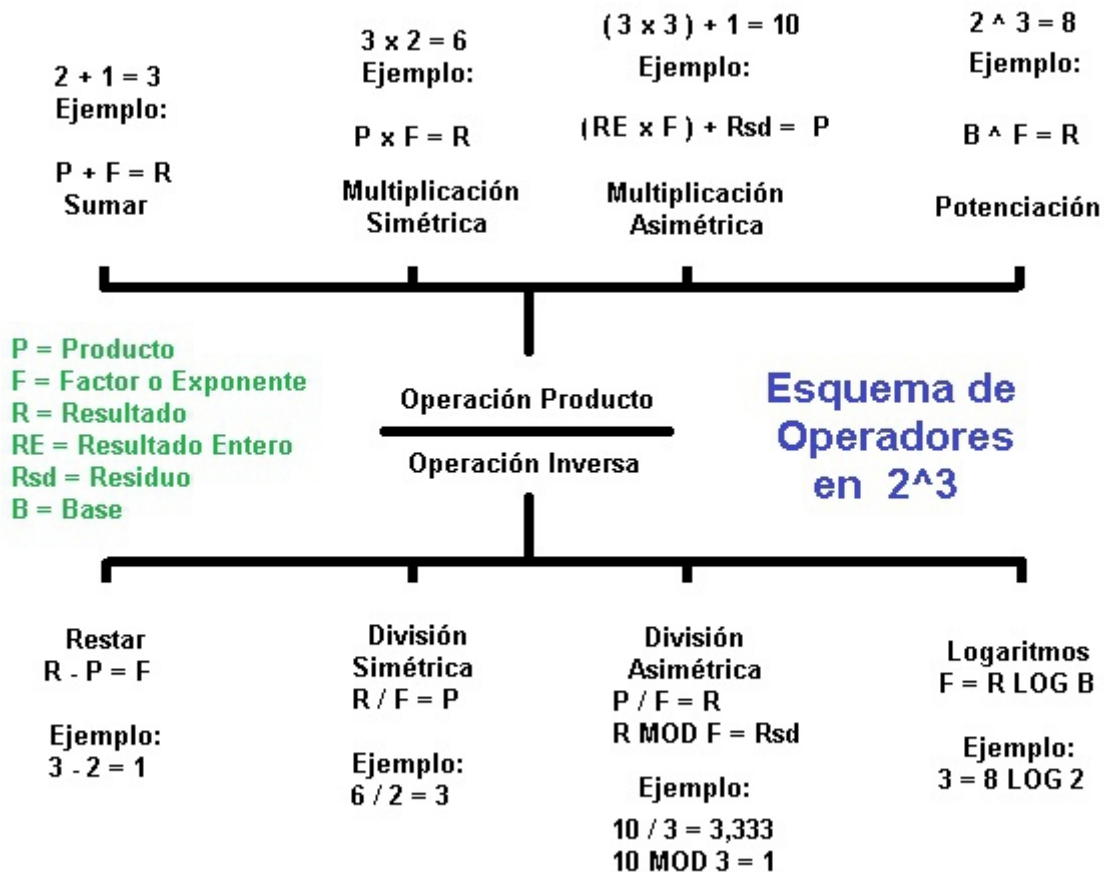 2 + 1 = 3
Ejemplo:
P + F = R
Sumar
3 x 2 = 6
Ejemplo:
P x F = R
Multiplicación
Simétrica
( 3 x 3 ) + 1 = 10
Ejemplo:
(RE x F ) + Rsd = P
Multiplicación
Asimétrica
2 ^ 3 = 8
Ejemplo:
B ^ F = R
Potenciación
P = Producto
F = Factor o Exponente
R = Resultado
RE = Resultado Entero
Rsd = Residuo
B = Base
Operación Producto
Operación Inversa
Esquema de
Operadores
en 2^3
Restar
R - P = F
Ejemplo:
3 - 2 = 1
División
Simétrica
R / F = P
Ejemplo:
6 / 2 = 3
División
Asimétrica
P / F = R
R MOD F = Rsd
Ejemplo:
10 / 3 = 3,333
10 MOD 3 = 1
Logaritmos
F = R LOG B
Ejemplo:
3 = 8 LOG 2